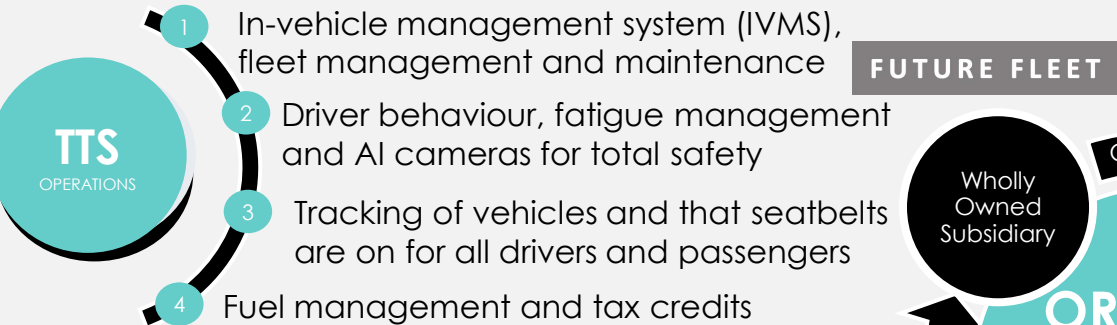 1
In-vehicle management system (IVMS),
fleet management and maintenance
2
Driver behaviour, fatigue management
and AI cameras for total safety
3
Tracking of vehicles and that seatbelts
are on for all drivers and passengers
4
Fuel management and tax credits
TTS
OPERATIONS
FUTURE FLEET
Wholly
Owned
Subsidiary
OR